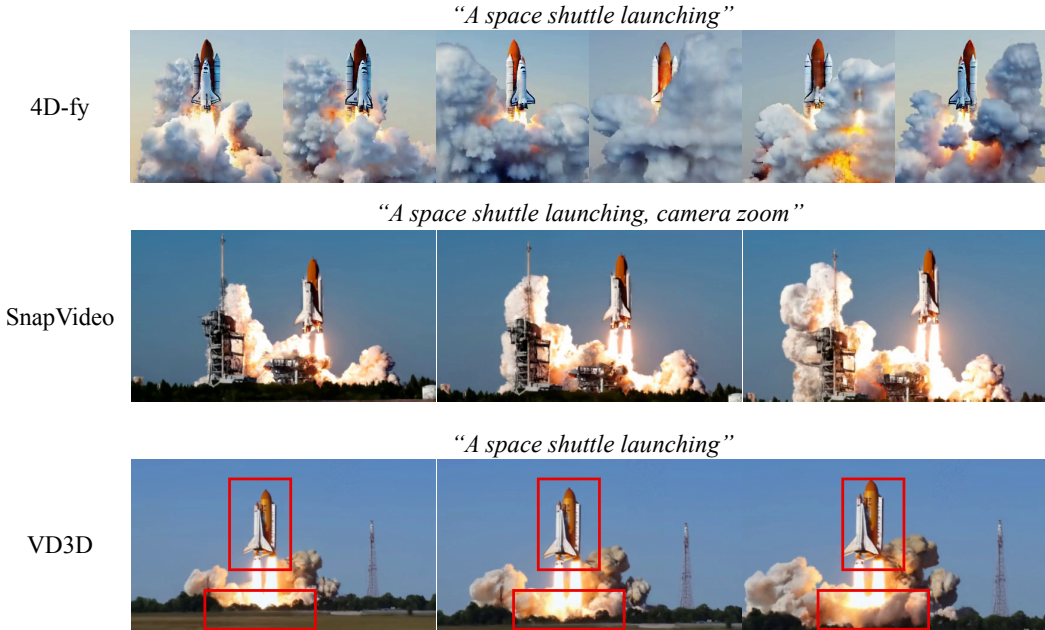 “A space shuttle launching”
4D-fy
“A space shuttle launching, camera zoom”
SnapVideo
“A space shuttle launching”
VD3D